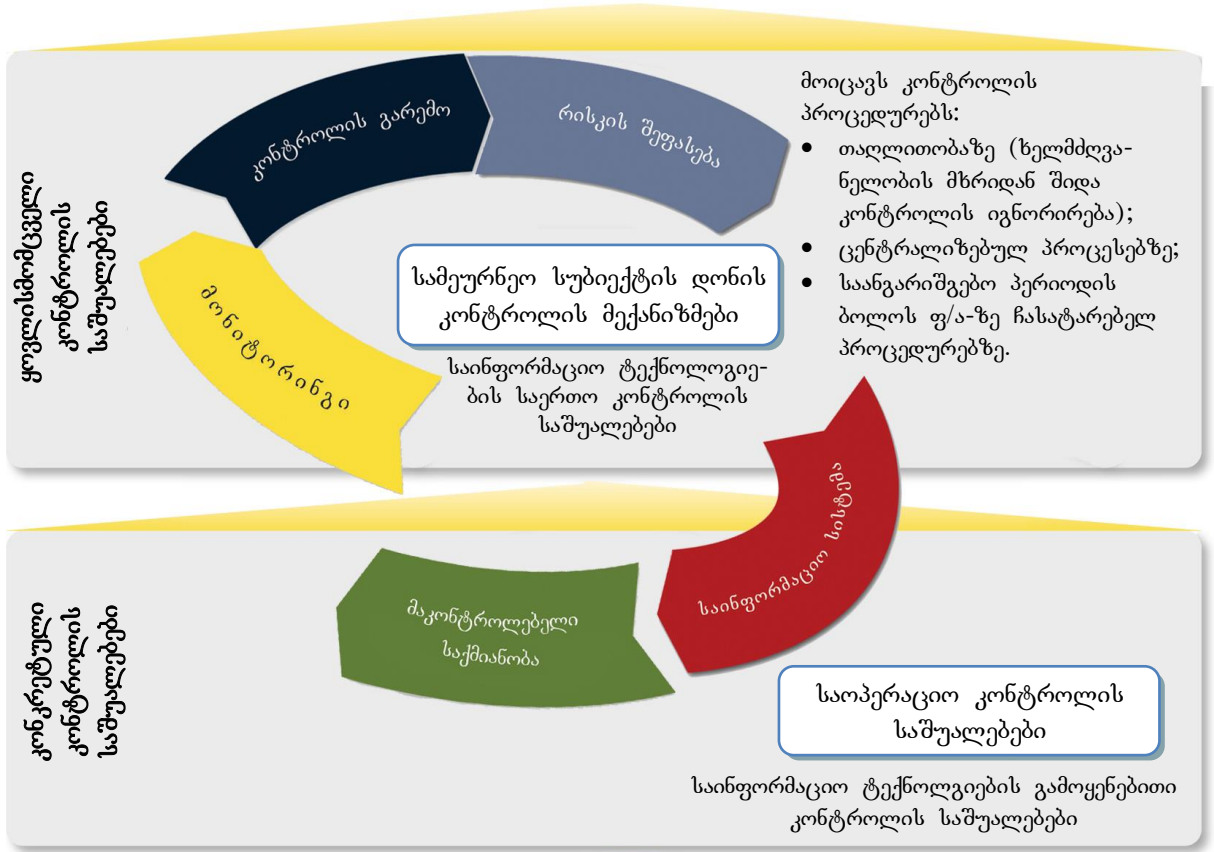 ყოვლისმომცველი
კონტროლის
საშუალებები
კონტროლის გარემო
რისკის შეფასება
მოიცავს კონტროლის
პროცედურებს:
• თაღლითობაზე (ხელმძღვა-
ნელობის მხრიდან შიდა
კონტროლის იგნორირება);
• ცენტრალიზებულ პროცესებზე;
• საანგარიშგებო პერიოდის
ბოლოს ფ/ა-ზე ჩასატარებელ
პროცედურებზე.
მონიტორინგი
სამეურნეო სუბიექტის დონის
კონტროლის მექანიზმები
საინფორმაციო ტექნოლოგიე-
ბის საერთო კონტროლის
საშუალებები
საინფორმაციო სისტემა
კონკრეტული
კონტროლის
საშუალებები
მაკონტროლებელი
საქმიანობა
საოპერაციო კონტროლის
საშუალებები
საინფორმაციო ტექნოლგიების გამოყენებითი
კონტროლის საშუალებები